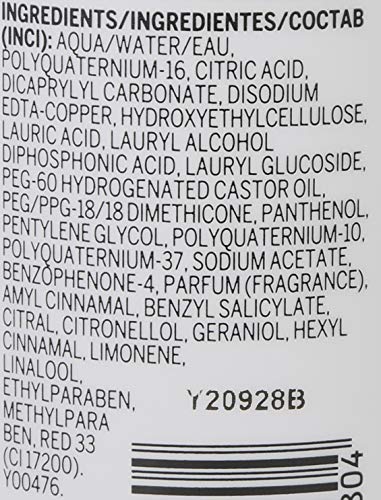 INGREDIENTS/INGREDIENTES/СОСТАВ
(INCI): AQUA/WATER/EAU,
POLYQUATERNIUM-16, CITRIC ACID,
DICAPRYLYL CARBONATE, DISODIUM
EDTA-COPPER, HYDROXYETHYLCELLULOSE,
LAURIC ACID, LAURYL ALCOHOL
DIPHOSPHONIC ACID, LAURYL GLUCOSIDE,
PEG-60 HYDROGENATED CASTOR OIL,
PEG/PPG-18/18 DIMETHICONE, PANTHENOL,
PENTYLENE GLYCOL, POLYQUATERNIUM-10,
POLYQUATERNIUM-37, SODIUM ACETATE,
BENZOPHENONE-4, PARFUM (FRAGRANCE),
AMYL CINNAMAL, BENZYL SALICYLATE,
CITRAL, CITRONELLOL, GERANIOL, HEXYL
CINNAMAL, LIMONENE,
LINALOOL,
ETHYLPARABEN,
METHYLPARA
BEN, RED 33
(CI 17200).
Y00476.
Y20928B
304